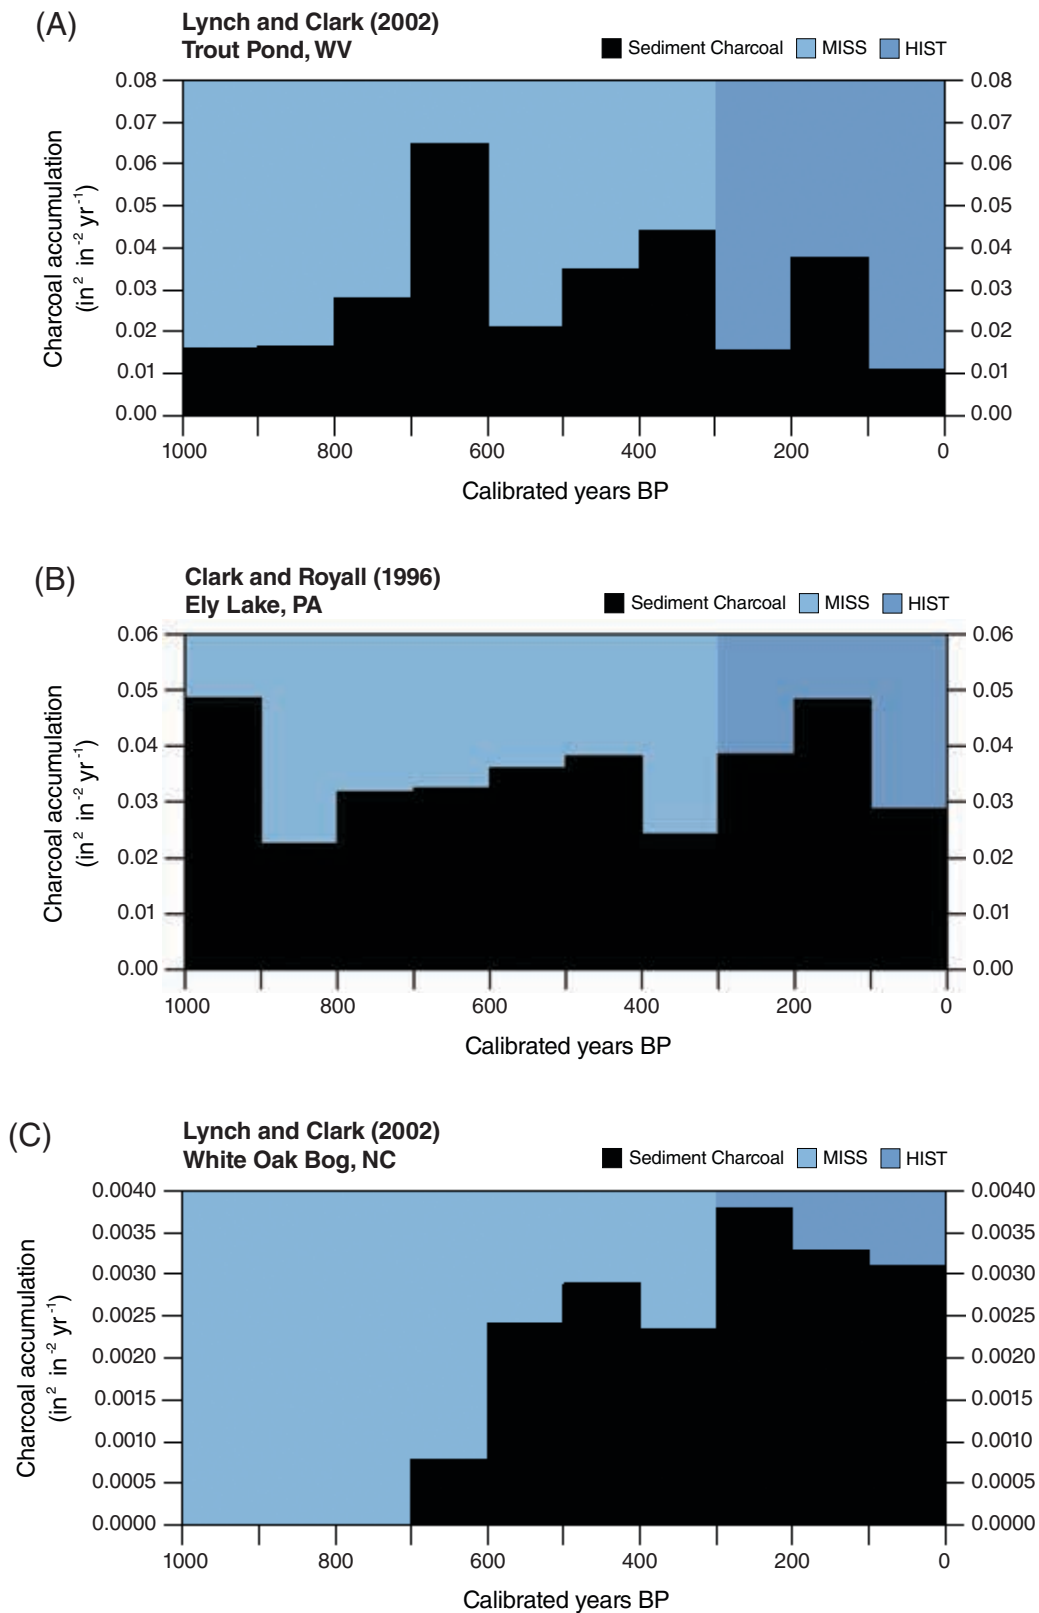 (A)
Lynch and Clark (2002)
Trout Pond, WV
Sediment Charcoal MISS HIST
0.08 0.08
0.07 0.07
0.06 0.06
0.05 0.05
0.04 0.04
0.03 0.03
0.02 0.02
0.01 0.01
0.00 0.00
Charcoal accumulation
(in² in⁻² yr⁻¹)
1000 800 600 400 200 0
Calibrated years BP
(B)
Clark and Royall (1996)
Ely Lake, PA
Sediment Charcoal MISS HIST
0.06 0.06
0.05 0.05
0.04 0.04
0.03 0.03
0.02 0.02
0.01 0.01
0.00 0.00
Charcoal accumulation
(in² in⁻² yr⁻¹)
1000 800 600 400 200 0
Calibrated years BP
(C)
Lynch and Clark (2002)
White Oak Bog, NC
Sediment Charcoal MISS HIST
0.0040 0.0040
0.0035 0.0035
0.0030 0.0030
0.0025 0.0025
0.0020 0.0020
0.0015 0.0015
0.0010 0.0010
0.0005 0.0005
0.0000 0.0000
Charcoal accumulation
(in² in⁻² yr⁻¹)
1000 800 600 400 200 0
Calibrated years BP